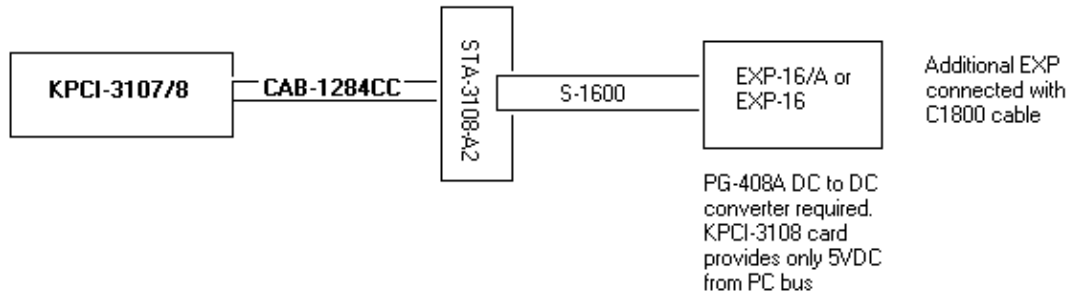 KPCI-3107/8
CAB-1284CC
STA-3108-A2
S-1600
EXP-16/A or
EXP-16
Additional EXP
connected with
C1800 cable
PG-408A DC to DC
converter required.
KPCI-3108 card
provides only 5VDC
from PC bus